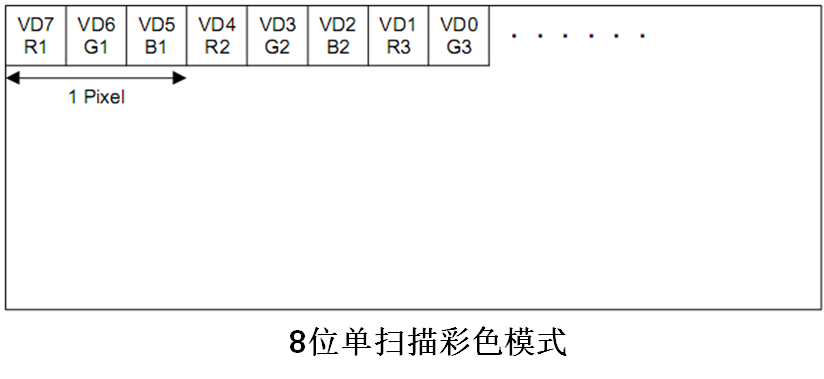 VD7 VD6 VD5 VD4 VD3 VD2 VD1 VD0
R1 G1 B1 R2 G2 B2 R3 G3 . . . . . .
1 Pixel
8位单扫描彩色模式